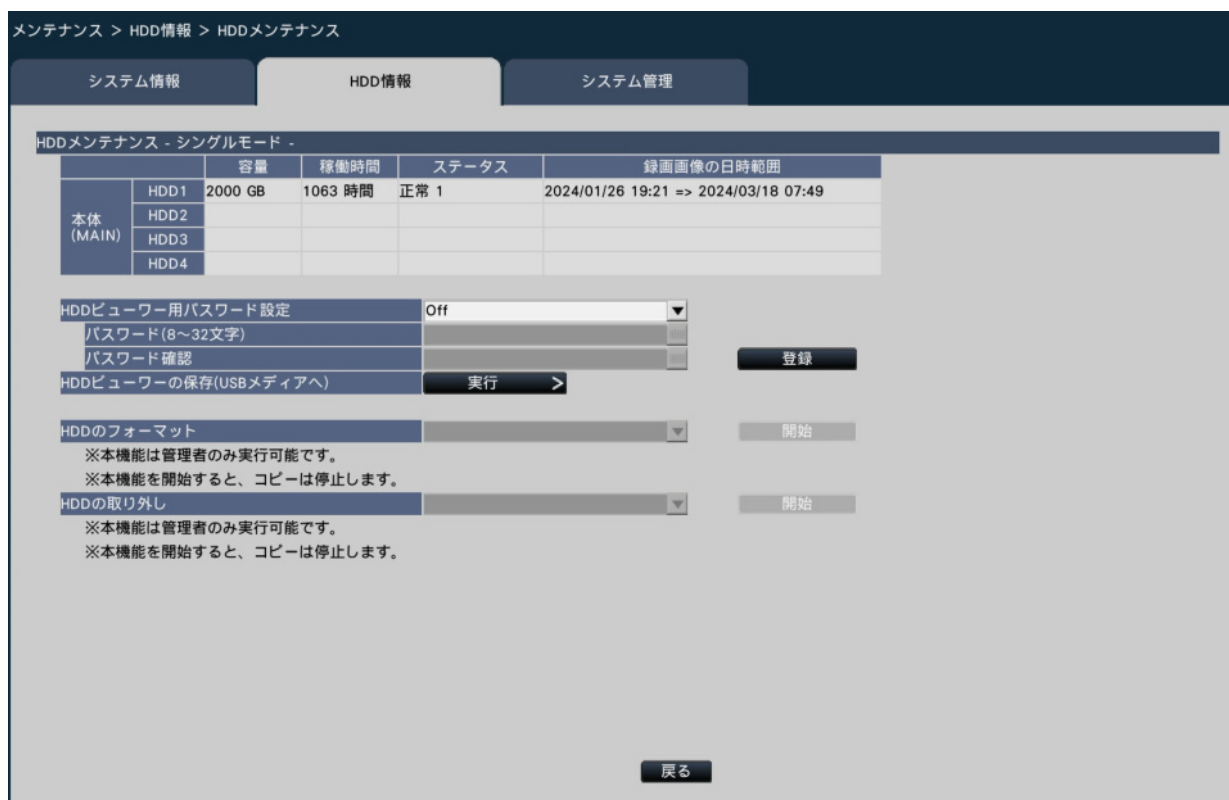 メンテナンス > HDD情報 > HDDメンテナンス
システム情報 HDD情報 システム管理
HDDメンテナンス - シングルモード -
容量 稼働時間 ステータス 録画画像の日時範囲
本体 (MAIN) HDD1 2000 GB 1063 時間 正常 1 2024/01/26 19:21 => 2024/03/18 07:49
HDD2
HDD3
HDD4
HDDビューワー用パスワード設定 Off
パスワード(8～32文字)
パスワード確認 登録
HDDビューワーの保存(USBメディアへ) 実行 >
HDDのフォーマット 開始
※本機能は管理者のみ実行可能です。
※本機能を開始すると、コピーは停止します。
HDDの取り外し 開始
※本機能は管理者のみ実行可能です。
※本機能を開始すると、コピーは停止します。
戻る